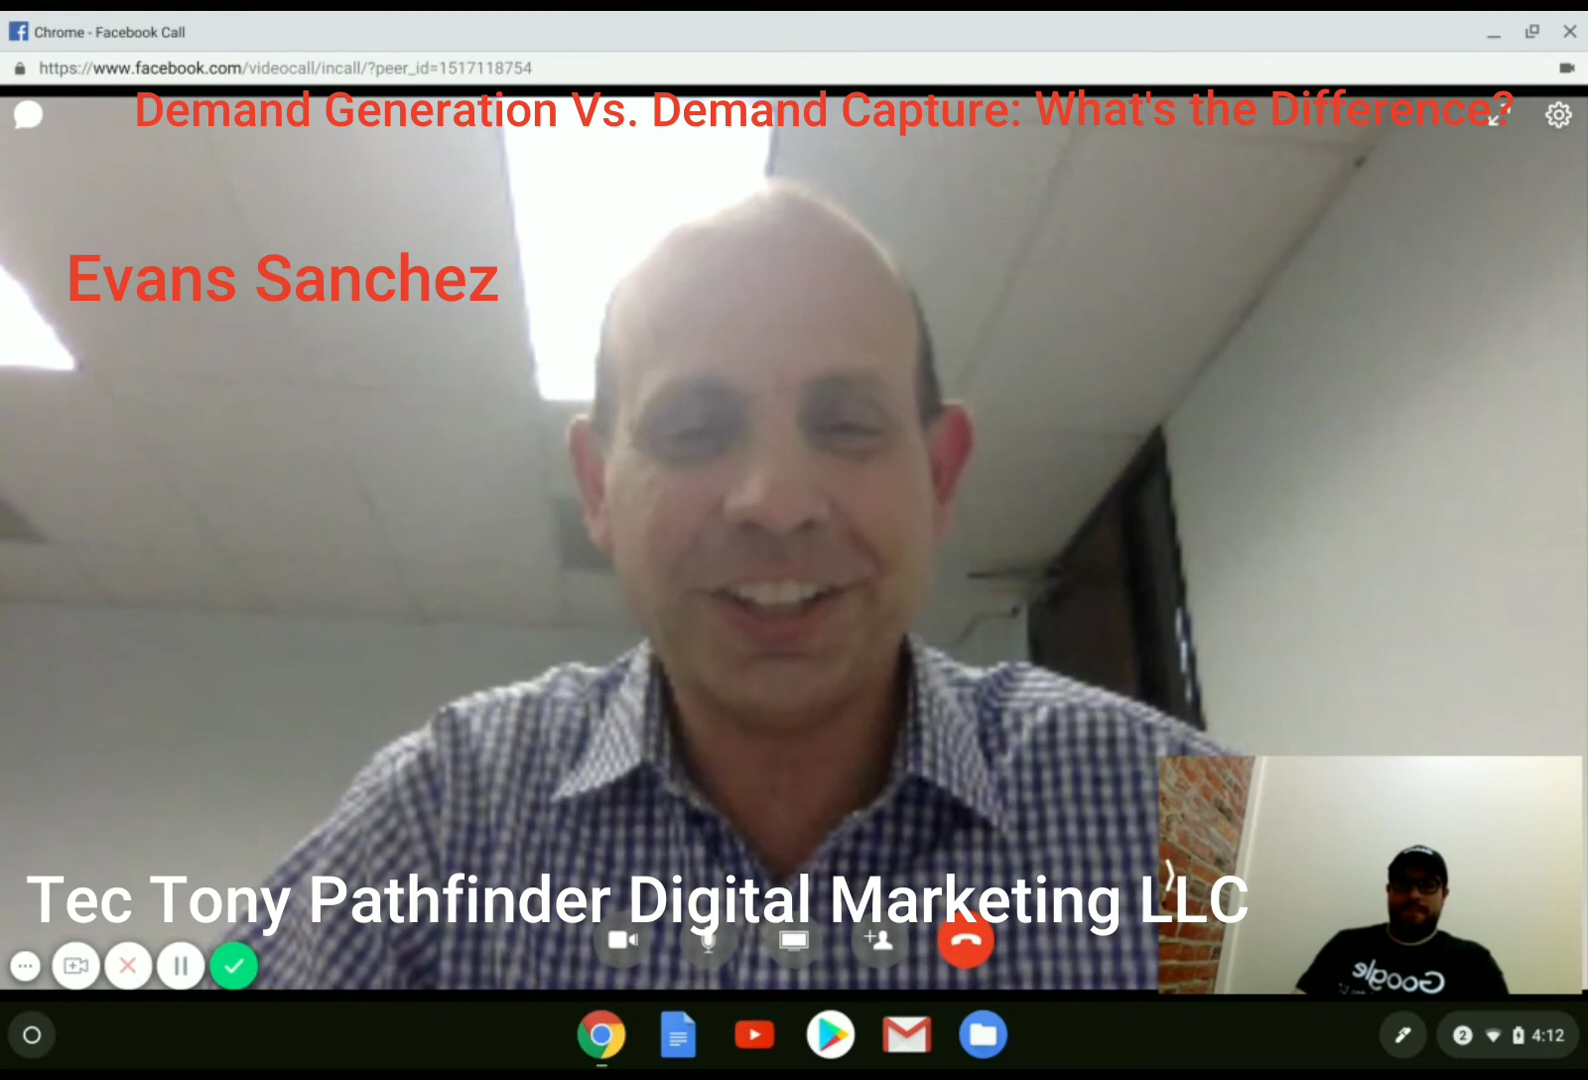 Chrome - Facebook Call
https://www.facebook.com/videocall/incall/?peer_id=1517118754
Demand Generation Vs. Demand Capture: What's the Difference?
Evans Sanchez
Tec Tony Pathfinder Digital Marketing LLC
Google
2 4:12